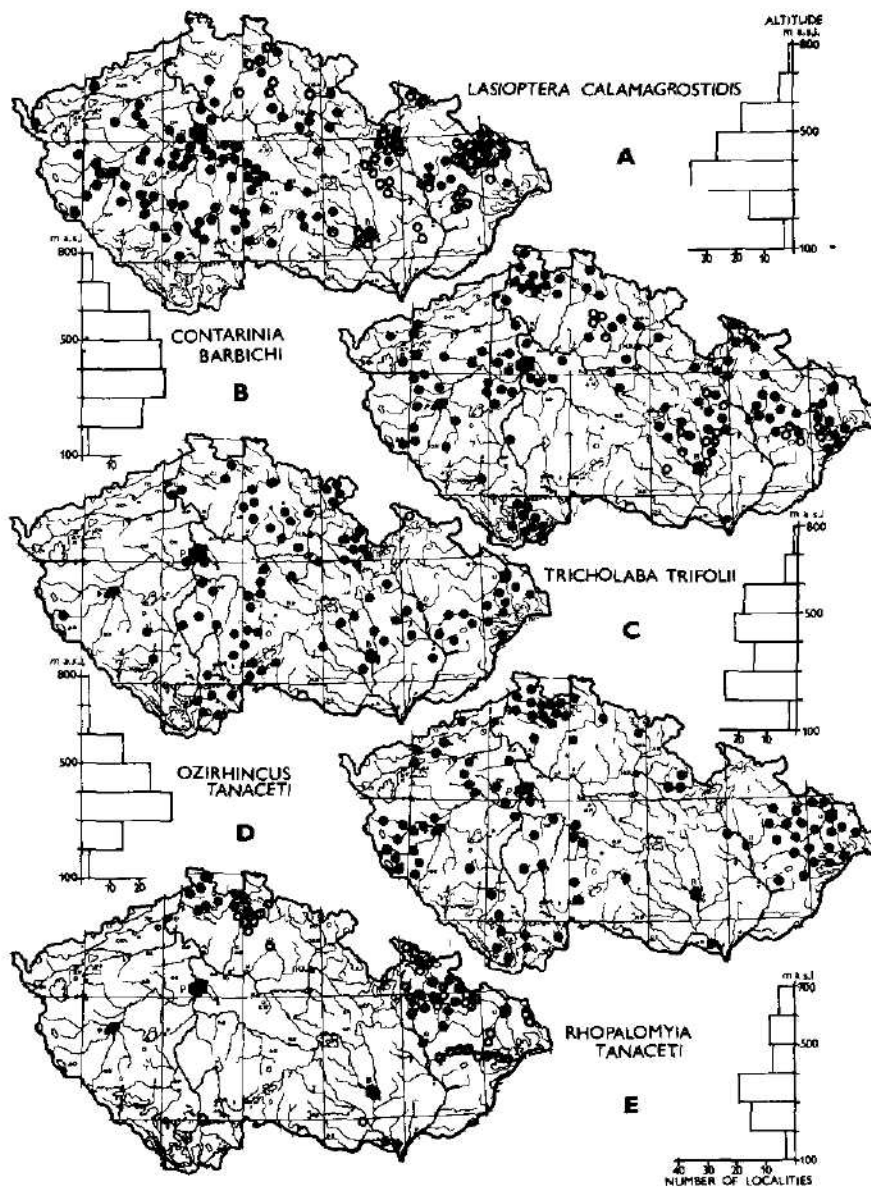 ALTITUDE
m a.s.l.
800
LASIOPTERA CALAMAGROSTIDIS
500
A
100
30 20 10
m a.s.l.
800
CONTARINIA
BARBICHI
500
B
100
10
m a.s.l.
800
TRICHOLABA TRIFOLII
500
C
100
20 10
m a.s.l.
800
OZIRHINCUS
TANACETI
500
D
100
10 20
m a.s.l.
700
RHOPALOMYIA
TANACETI
500
E
100
40 30 20 10
NUMBER OF LOCALITIES